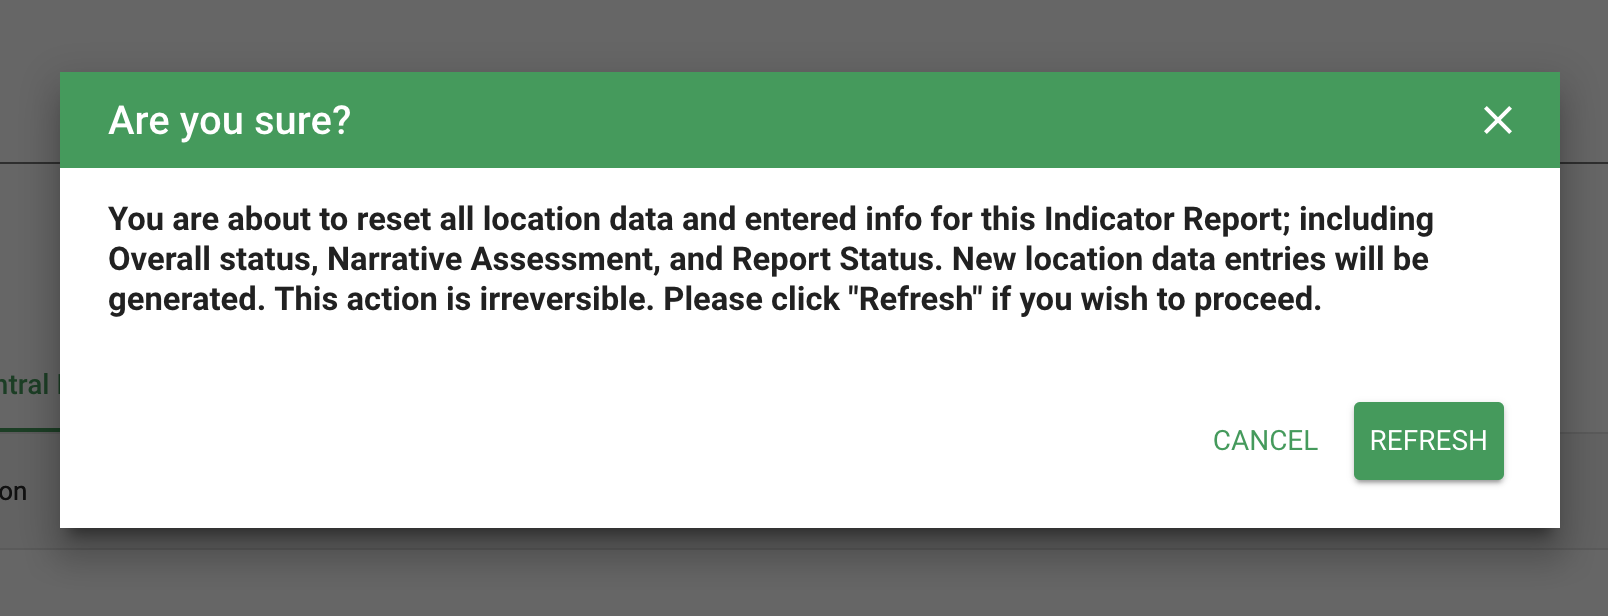 Are you sure?
You are about to reset all location data and entered info for this Indicator Report; including
Overall status, Narrative Assessment, and Report Status. New location data entries will be
generated. This action is irreversible. Please click "Refresh" if you wish to proceed.
ntral
CANCEL REFRESH
on